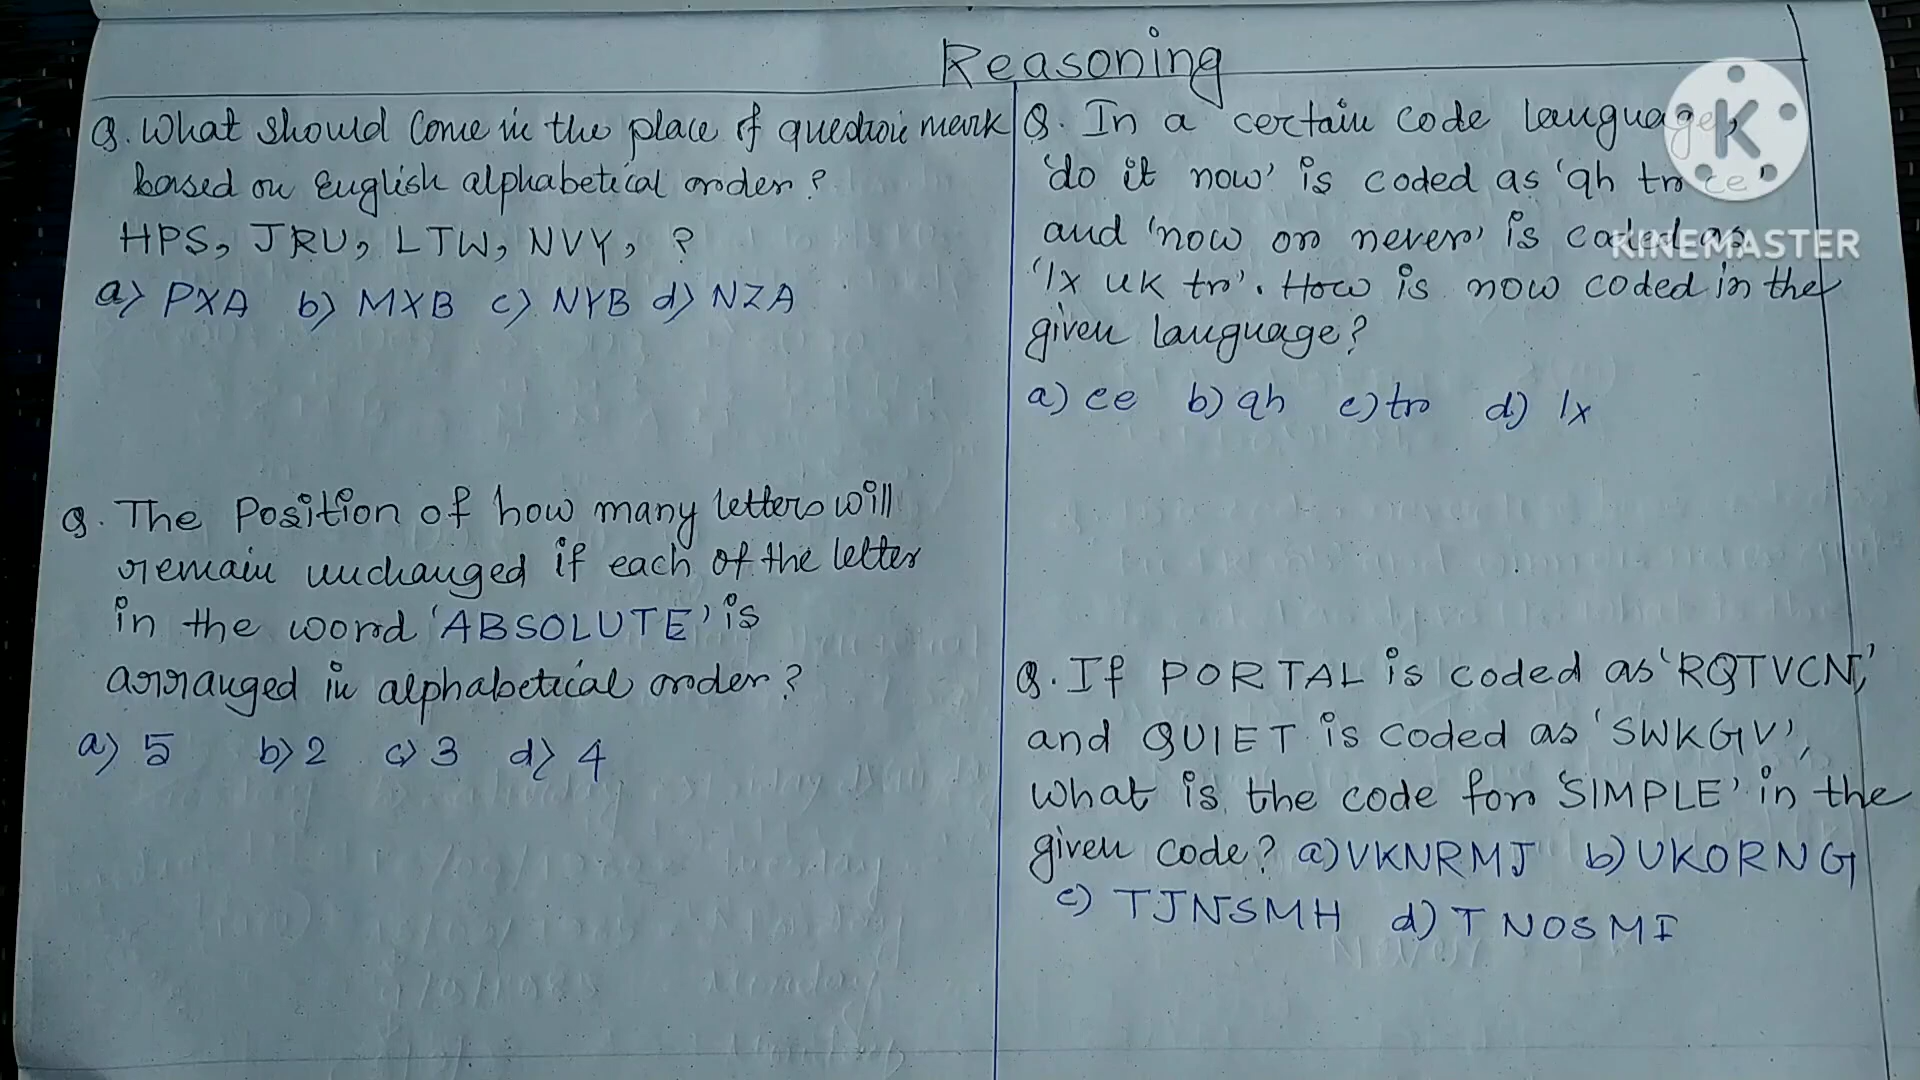 Reasoning
Q. What should Come in the place of question mark
based on English alphabetical order?
HPS, JRU, LTW, NVY, ?
a) PXA b) MXB c) NYB d) NZA
Q. The Position of how many letters will
remain unchanged if each of the letter
in the word 'ABSOLUTE' is
arranged in alphabetical order?
a) 5 b) 2 c) 3 d) 4
Q. In a certain code language,
'do it now' is coded as 'qh tr ce'
and 'now or never' is coded as
'lx uk tr'. How is now coded in the
given language?
a) ce b) qh c) tr d) lx
Q. If PORTAL is coded as 'RQTVCN',
and QUIET is coded as 'SWKGV',
What is the code for 'SIMPLE' in the
given code? a) VKNRMJ b) UKORNG
c) TJNSMH d) TNOSMI
K
KINEMASTER